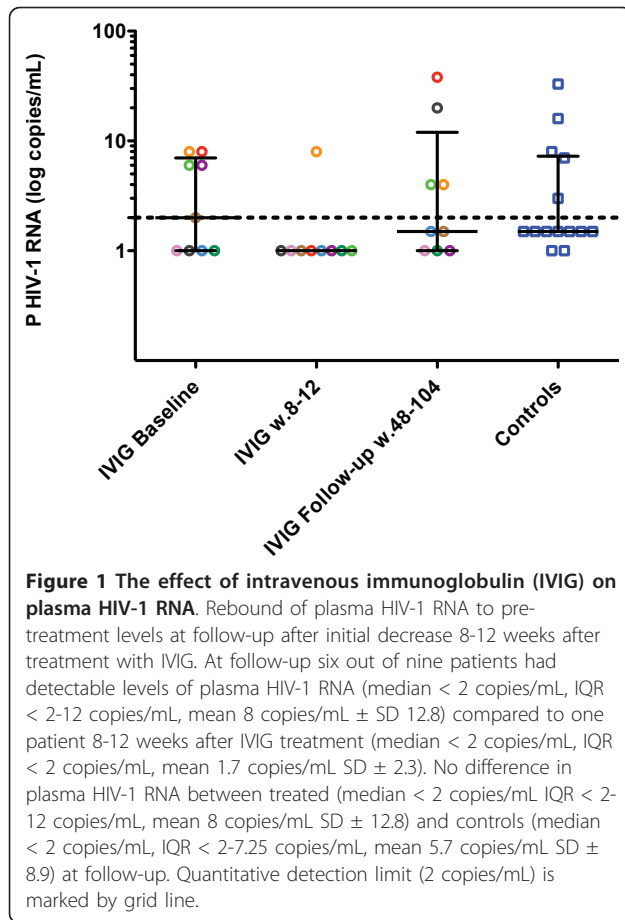 100
10
1
P HIV-1 RNA (log copies/mL)
IVIG Baseline
IVIG w.8-12
IVIG Follow-up w.48-104
Controls
Figure 1 The effect of intravenous immunoglobulin (IVIG) on
plasma HIV-1 RNA. Rebound of plasma HIV-1 RNA to pre-
treatment levels at follow-up after initial decrease 8-12 weeks after
treatment with IVIG. At follow-up six out of nine patients had
detectable levels of plasma HIV-1 RNA (median < 2 copies/mL, IQR
< 2-12 copies/mL, mean 8 copies/mL ± SD 12.8) compared to one
patient 8-12 weeks after IVIG treatment (median < 2 copies/mL, IQR
< 2 copies/mL, mean 1.7 copies/mL SD ± 2.3). No difference in
plasma HIV-1 RNA between treated (median < 2 copies/mL IQR < 2-
12 copies/mL, mean 8 copies/mL SD ± 12.8) and controls (median
< 2 copies/mL, IQR < 2-7.25 copies/mL, mean 5.7 copies/mL SD ±
8.9) at follow-up. Quantitative detection limit (2 copies/mL) is
marked by grid line.